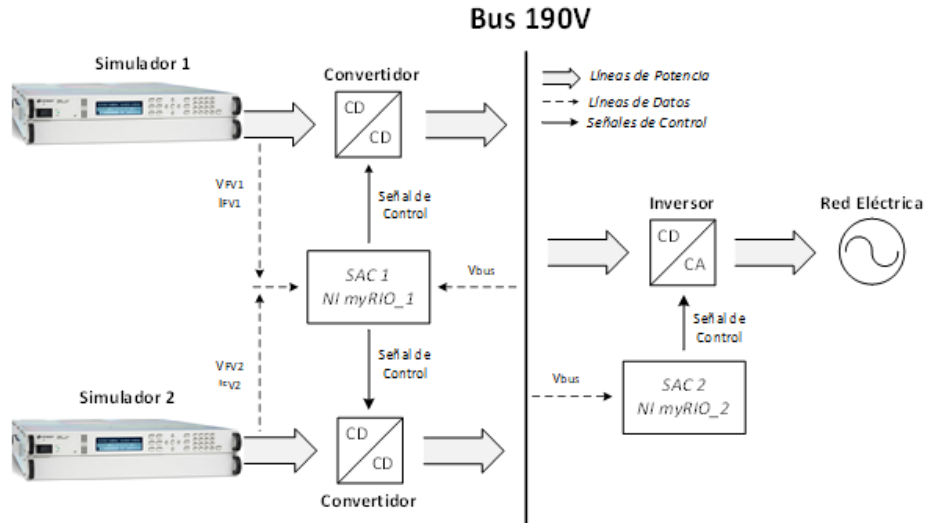 Bus 190V
Simulador 1
Convertidor
CD
CD
Líneas de Potencia
Líneas de Datos
Señales de Control
VFV1
IFV1
Señal de
Control
SAC 1
NI myRIO_1
Vbus
Inversor
CD
CA
Red Eléctrica
Señal de
Control
Señal de
Control
VFV2
IFV2
Vbus
SAC 2
NI myRIO_2
Simulador 2
CD
CD
Convertidor